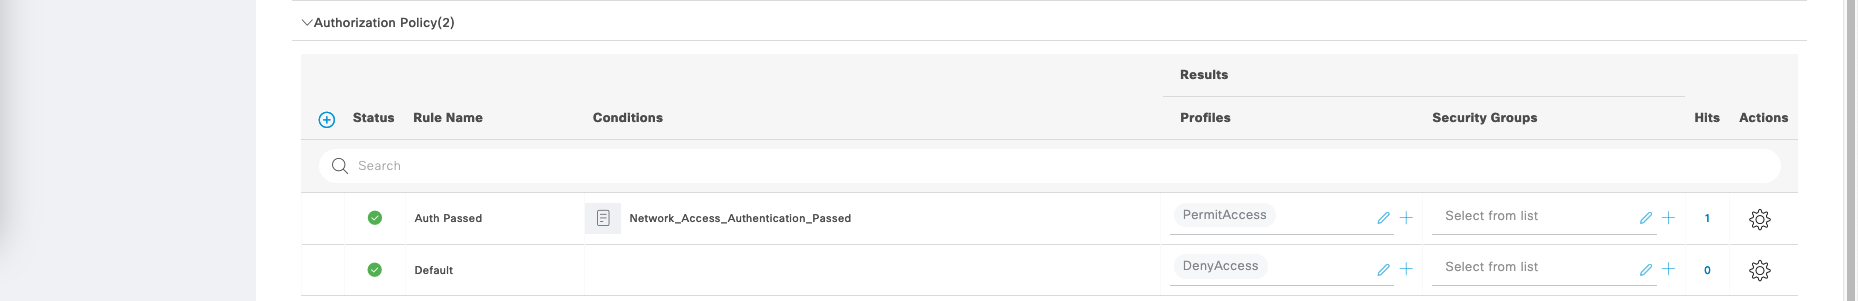 Authorization Policy(2)
Results
Status Rule Name Conditions Profiles Security Groups Hits Actions
Search
Auth Passed Network_Access_Authentication_Passed PermitAccess Select from list 1
Default DenyAccess Select from list 0